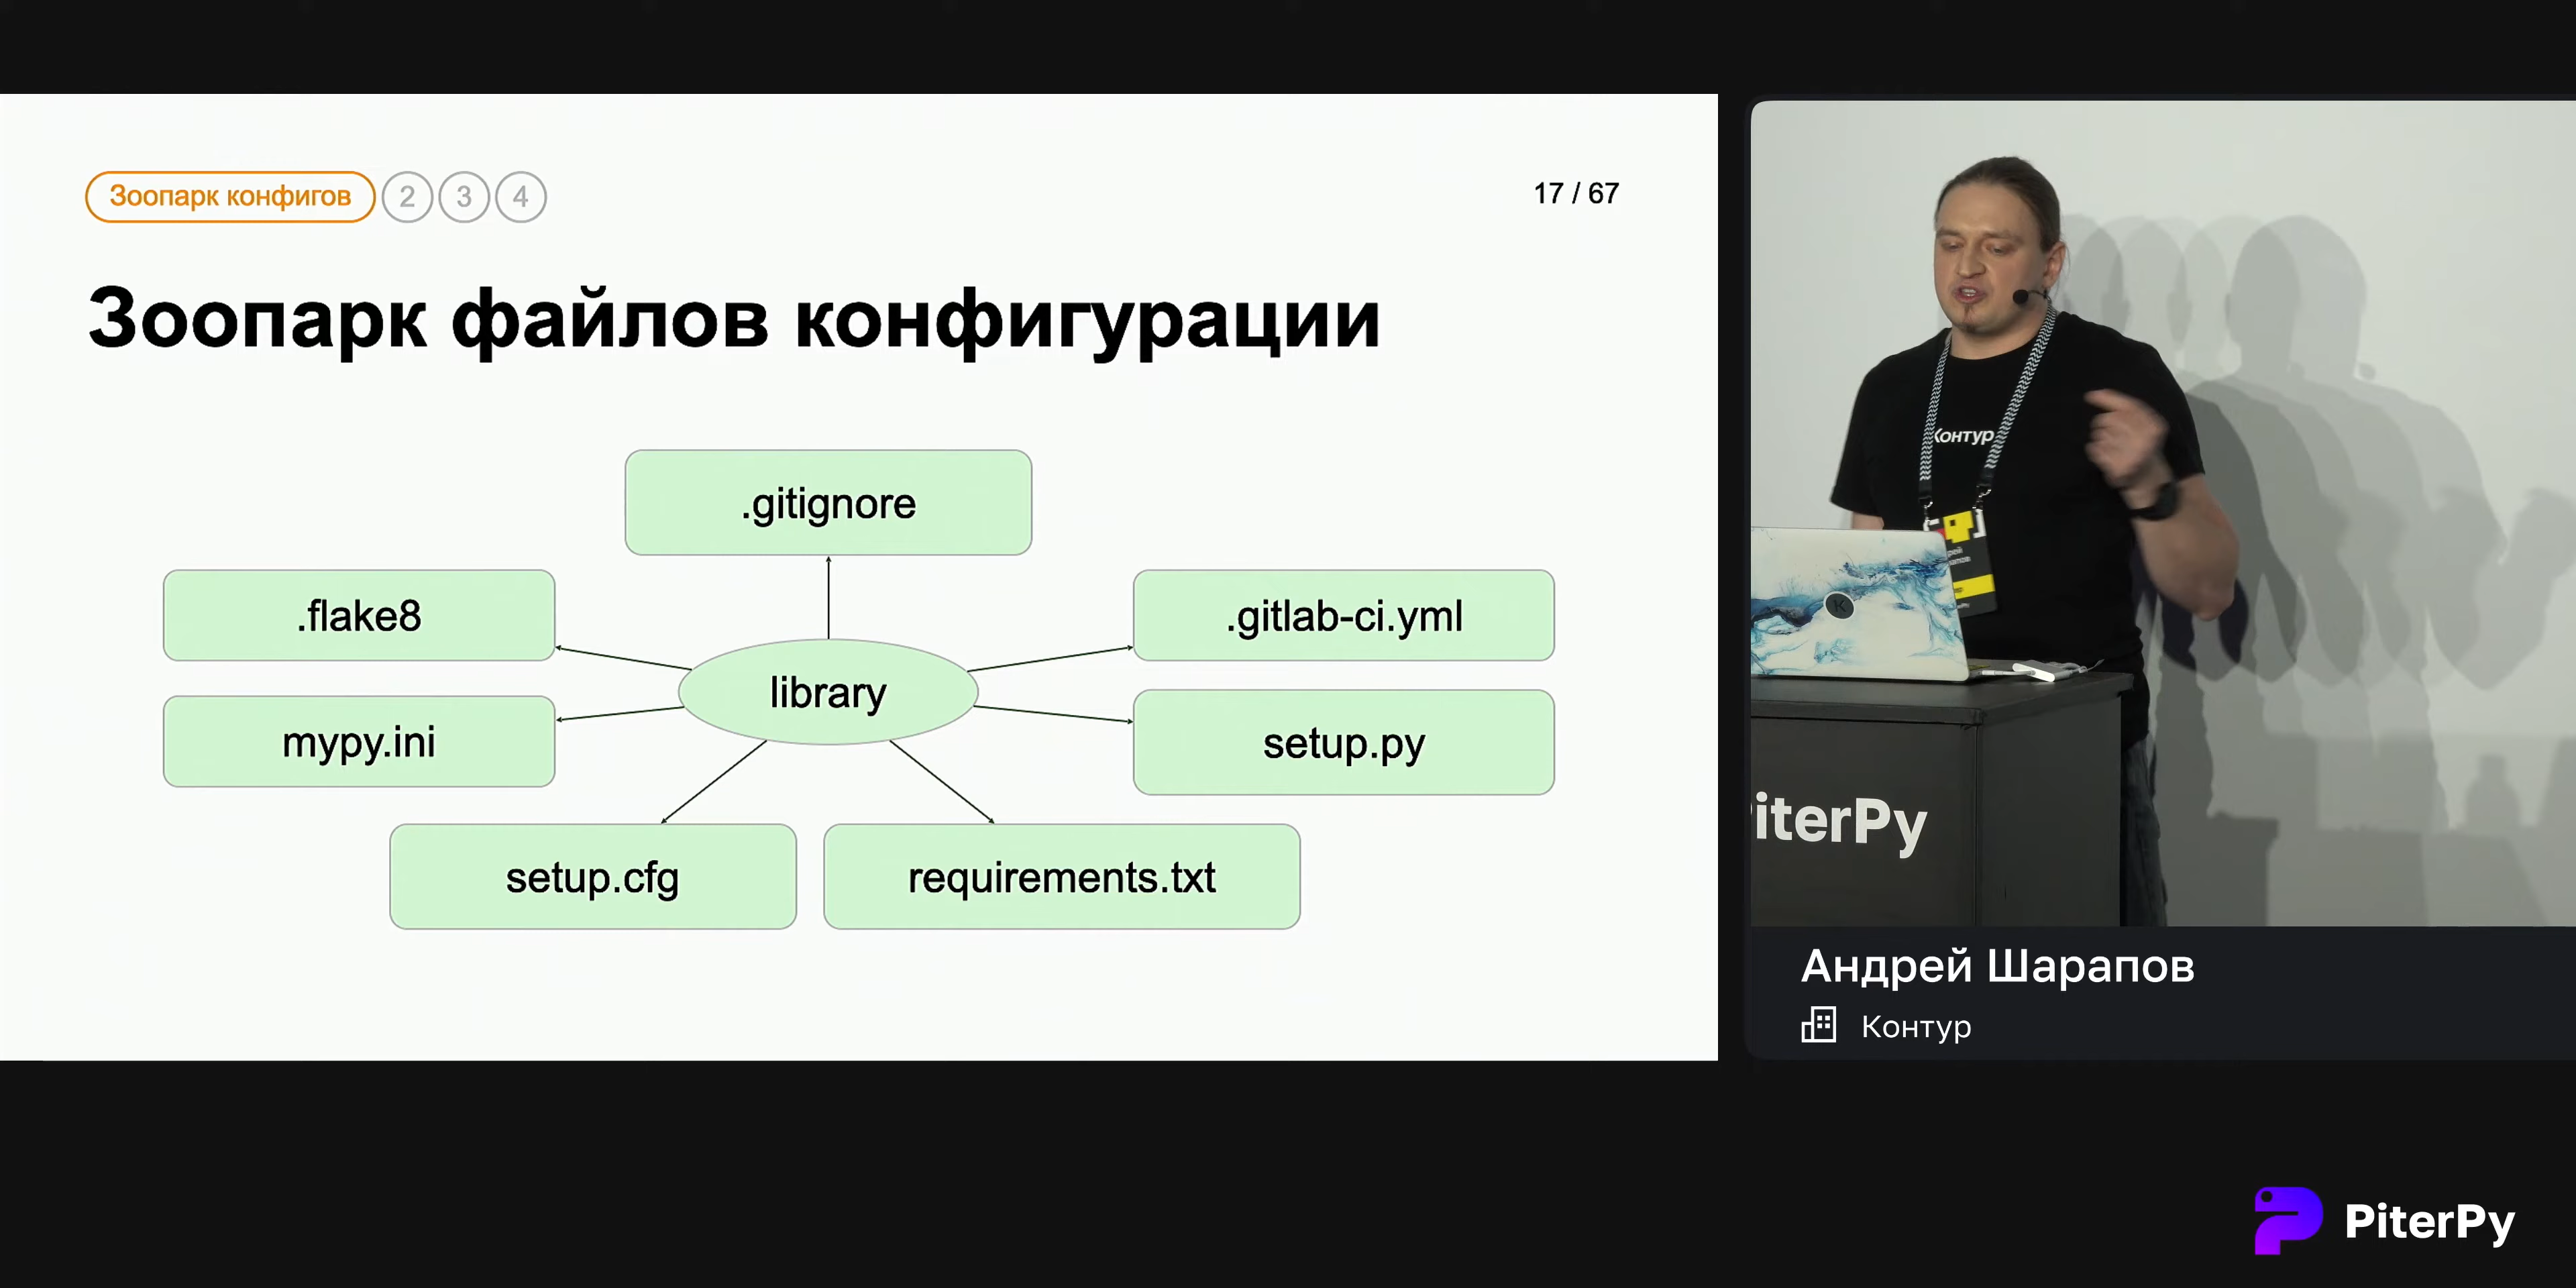 Зоопарк конфигов 2 3 4
17 / 67
Зоопарк файлов конфигурации
.gitignore
.flake8
.gitlab-ci.yml
library
mypy.ini
setup.py
setup.cfg
requirements.txt
Контур
iterPy
Андрей Шарапов
Контур
PiterPy